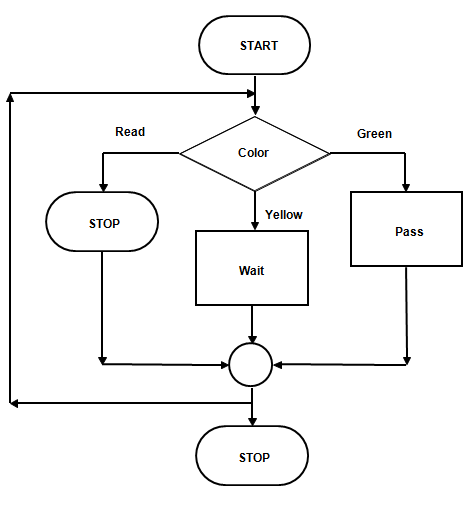 START
Read
Color
Green
STOP
Yellow
Pass
Wait
STOP